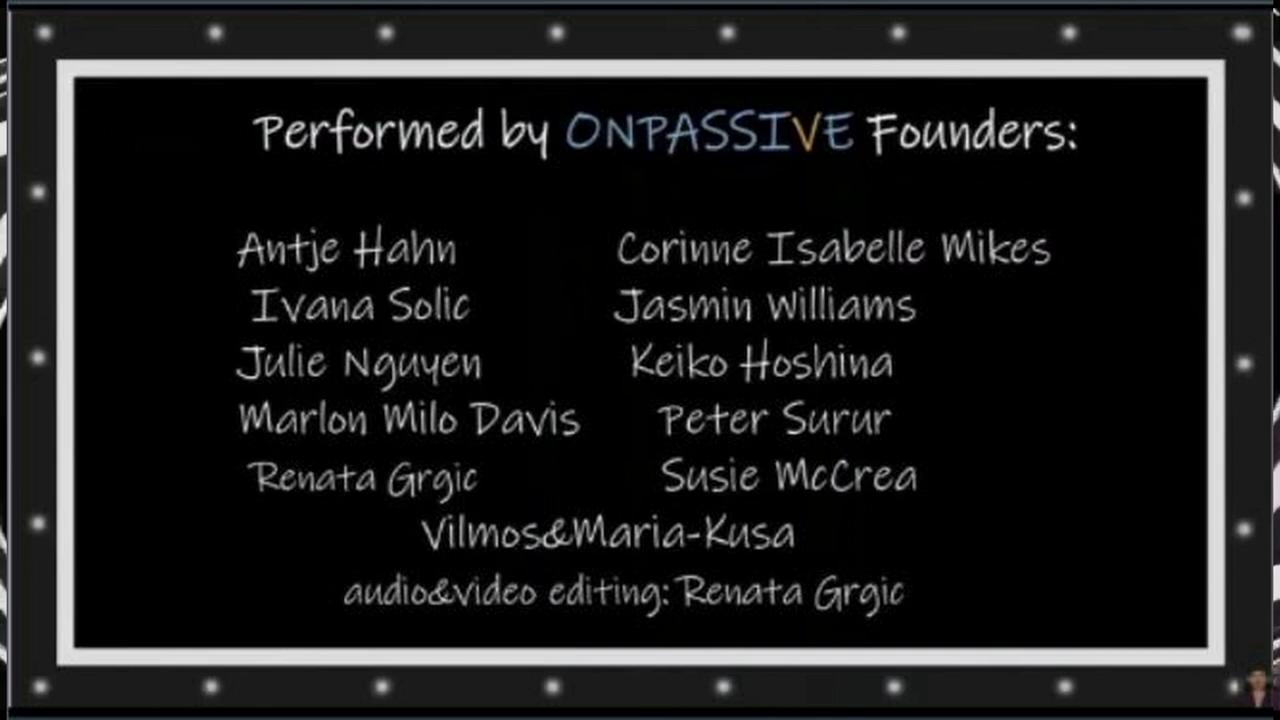 Performed by ONPASSIVE Founders:
Antje Hahn Corinne Isabelle Mikes
Ivana Solic Jasmin Williams
Julie Nguyen Keiko Hoshina
Marlon Milo Davis Peter Surur
Renata Grgic Susie McCrea
Vilmos&Maria-Kusa
audio&video editing: Renata Grgic